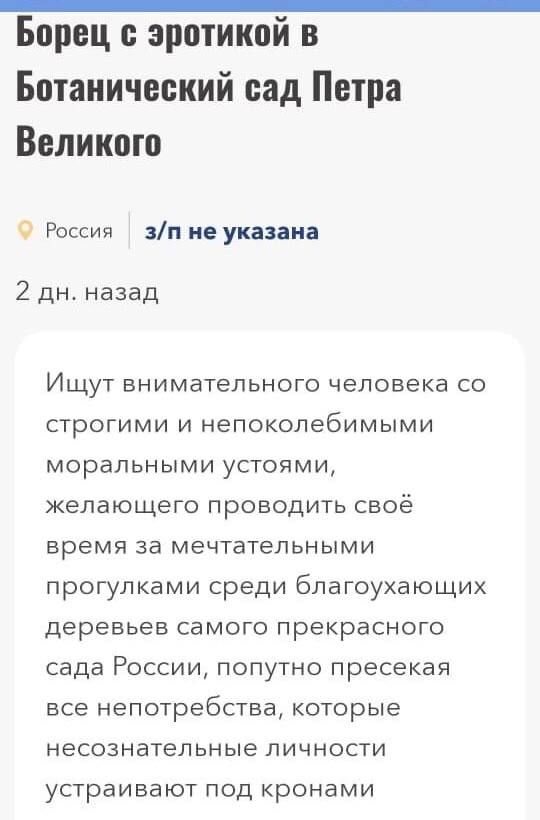 Борец с эротикой в
Ботанический сад Петра
Великого
Россия з/п не указана
2 дн. назад
Ищут внимательного человека со
строгими и непоколебимыми
моральными устоями,
желающего проводить своё
время за мечтательными
прогулками среди благоухающих
деревьев самого прекрасного
сада России, попутно пресекая
все непотребства, которые
несознательные личности
устраивают под кронами